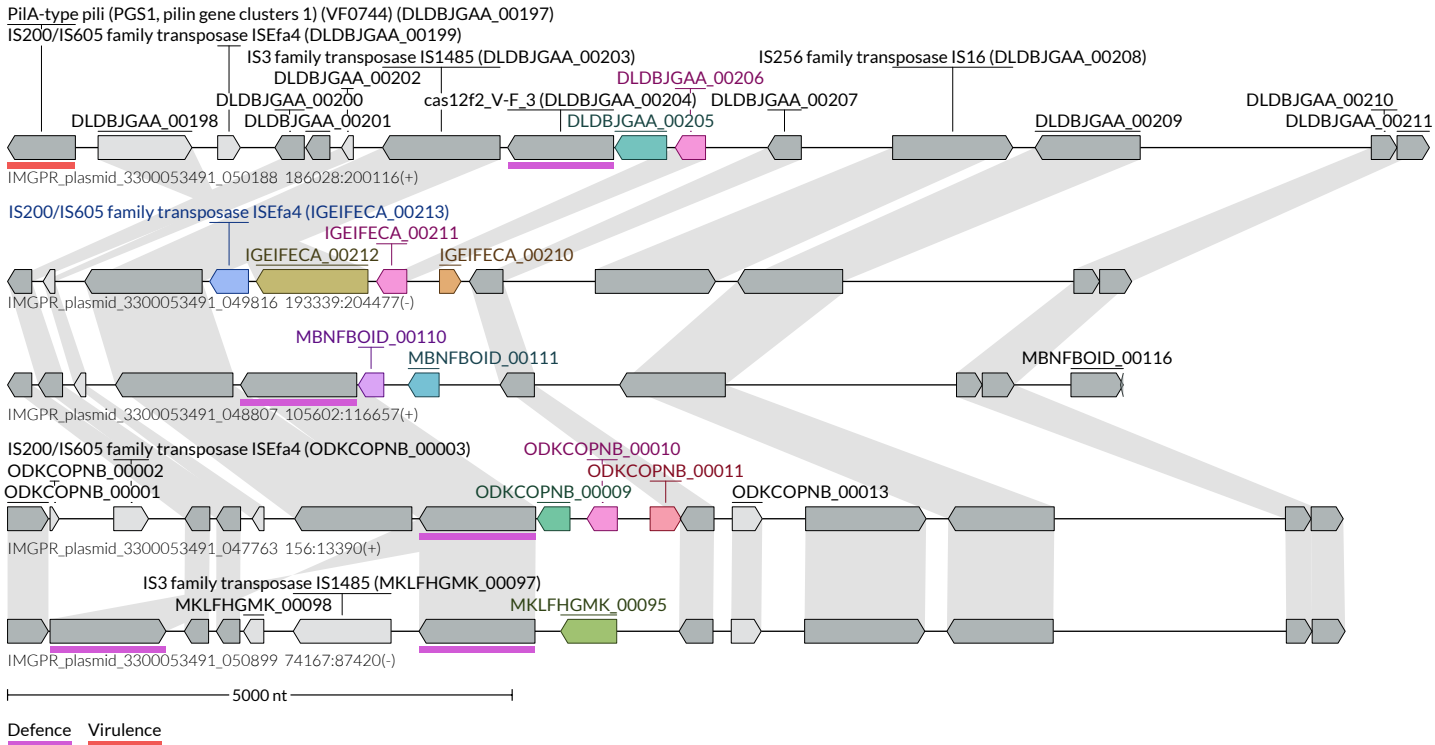 PilA-type pili (PGS1, pilin gene clusters 1) (VF0744) (DLDBJGAA_00197)
IS200/IS605 family transposase ISEfa4 (DLDBJGAA_00199)
IS3 family transposase IS1485 (DLDBJGAA_00203)
IS256 family transposase IS16 (DLDBJGAA_00208)
DLDBJGAA_00202
DLDBJGAA_00206
DLDBJGAA_00200
cas12f2_V-F_3 (DLDBJGAA_00204)
DLDBJGAA_00207
DLDBJGAA_00210
DLDBJGAA_00198
DLDBJGAA_00201
DLDBJGAA_00205
DLDBJGAA_00209
DLDBJGAA_00211
IMGPR_plasmid_3300053491_050188 186028:200116(+)
IS200/IS605 family transposase ISEfa4 (IGEIFECA_00213)
IGEIFECA_00211
IGEIFECA_00212
IGEIFECA_00210
IMGPR_plasmid_3300053491_049816 193339:204477(-)
MBNFBOID_00110
MBNFBOID_00111
MBNFBOID_00116
IMGPR_plasmid_3300053491_048807 105602:116657(+)
IS200/IS605 family transposase ISEfa4 (ODKCOPNB_00003)
ODKCOPNB_00010
ODKCOPNB_00002
ODKCOPNB_00011
ODKCOPNB_00001
ODKCOPNB_00009
ODKCOPNB_00013
IMGPR_plasmid_3300053491_047763 156:13390(+)
IS3 family transposase IS1485 (MKLFHGMK_00097)
MKLFHGMK_00098
MKLFHGMK_00095
IMGPR_plasmid_3300053491_050899 74167:87420(-)
5000 nt
Defence
Virulence